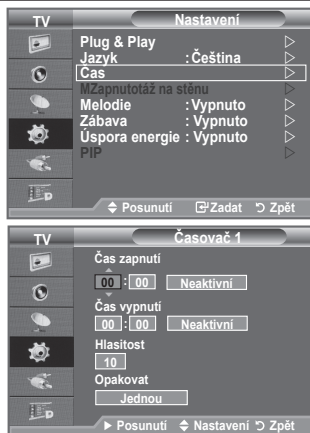 TV
Nastavení
Plug & Play
Jazyk :Čeština
Čas
MZapnutotáž na stěnu
Melodie :Vypnuto
Zábava :Vypnuto
Úspora energie : Vypnuto
PIP
Posunutí Zadat Zpět
TV
Časovač 1
Čas zapnutí
00 : 00 Neaktivní
Čas vypnutí
00 : 00 Neaktivní
Hlasitost
10
Opakovat
Jednou
Posunutí Nastavení Zpět